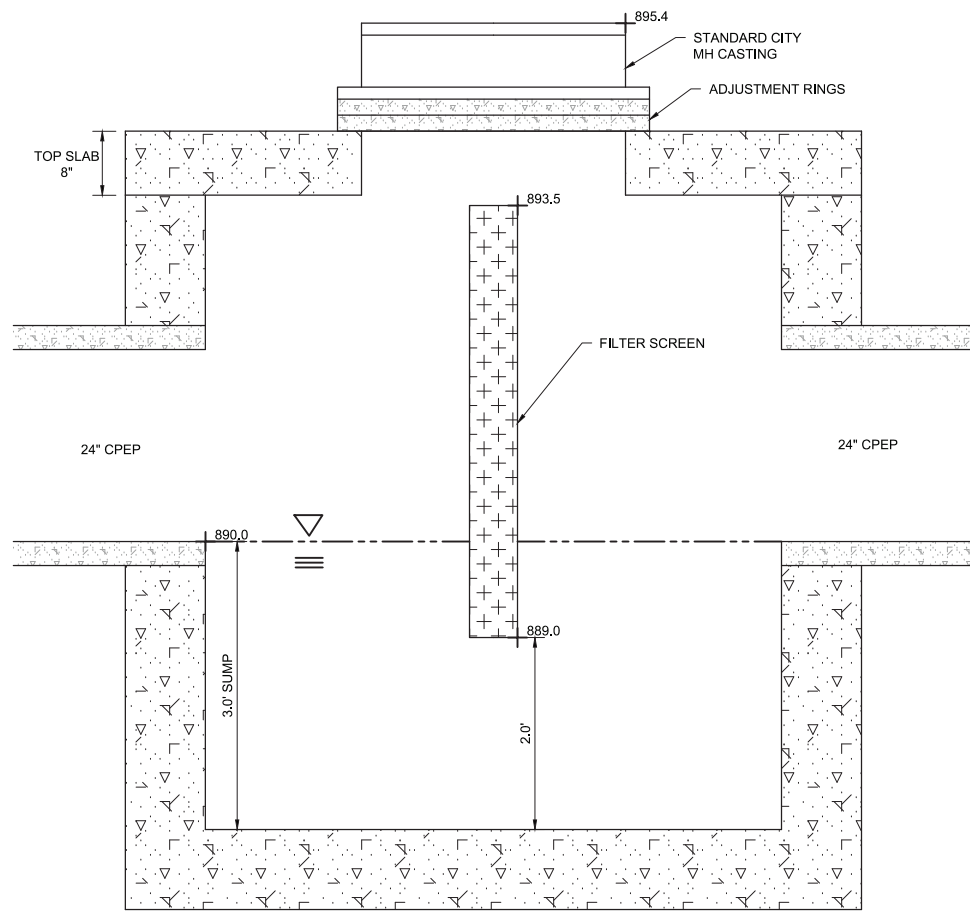 895.4
STANDARD CITY
MH CASTING
ADJUSTMENT RINGS
TOP SLAB
8"
893.5
FILTER SCREEN
24" CPEP
24" CPEP
890.0
889.0
3.0' SUMP
2.0'